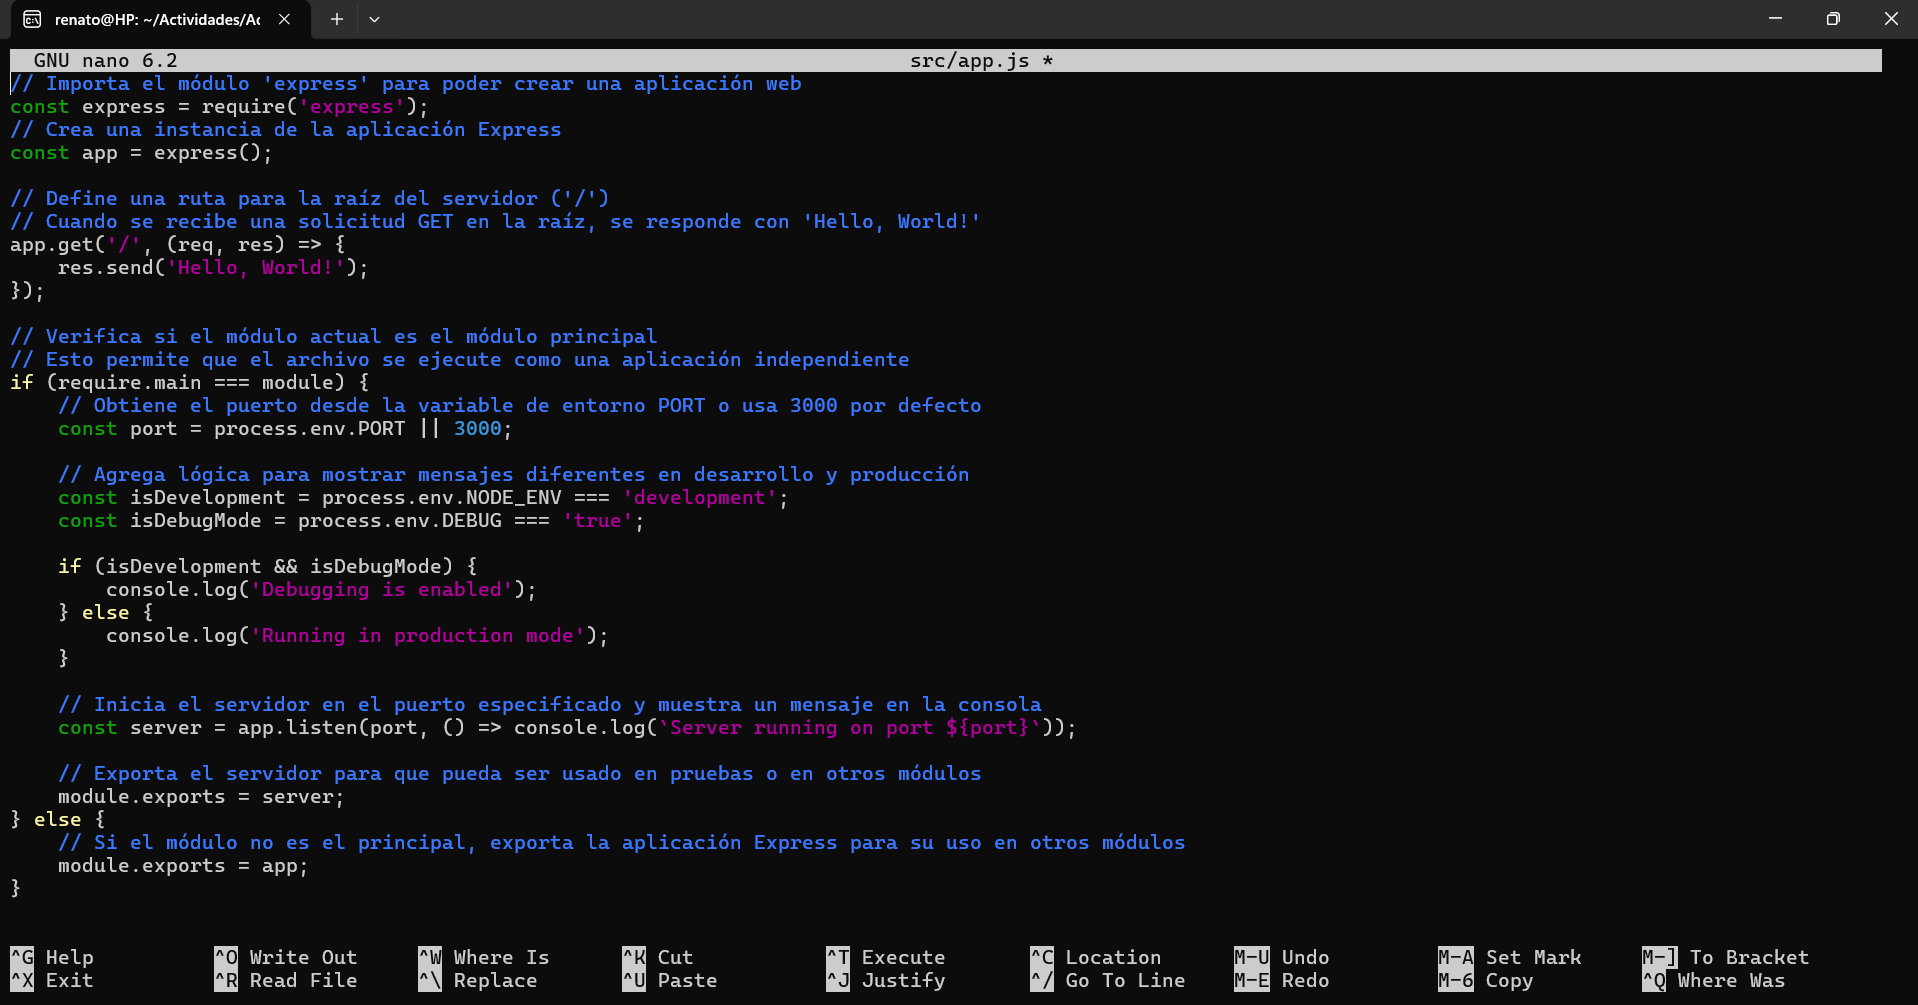 renato@HP: ~/Actividades/Ac
GNU nano 6.2 src/app.js *
// Importa el módulo 'express' para poder crear una aplicación web
const express = require('express');
// Crea una instancia de la aplicación Express
const app = express();
// Define una ruta para la raíz del servidor ('/')
// Cuando se recibe una solicitud GET en la raíz, se responde con 'Hello, World!'
app.get('/', (req, res) => {
    res.send('Hello, World!');
});
// Verifica si el módulo actual es el módulo principal
// Esto permite que el archivo se ejecute como una aplicación independiente
if (require.main === module) {
    // Obtiene el puerto desde la variable de entorno PORT o usa 3000 por defecto
    const port = process.env.PORT || 3000;
    // Agrega lógica para mostrar mensajes diferentes en desarrollo y producción
    const isDevelopment = process.env.NODE_ENV === 'development';
    const isDebugMode = process.env.DEBUG === 'true';
    if (isDevelopment && isDebugMode) {
        console.log('Debugging is enabled');
    } else {
        console.log('Running in production mode');
    }
    // Inicia el servidor en el puerto especificado y muestra un mensaje en la consola
    const server = app.listen(port, () => console.log(`Server running on port ${port}`));
    // Exporta el servidor para que pueda ser usado en pruebas o en otros módulos
    module.exports = server;
} else {
    // Si el módulo no es el principal, exporta la aplicación Express para su uso en otros módulos
    module.exports = app;
}
^G Help ^O Write Out ^W Where Is ^K Cut ^T Execute ^C Location M-U Undo M-A Set Mark M-] To Bracket
^X Exit ^R Read File ^\ Replace ^U Paste ^J Justify ^/ Go To Line M-E Redo M-6 Copy ^Q Where Was